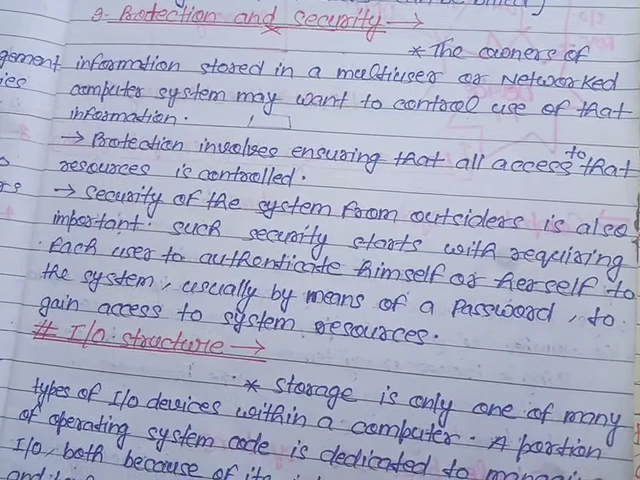 9- Protection and security →
* The owners of
information stored in a multiuser or Networked
computer system may want to control use of that
information.
→ Protection involves ensuring that all access to that
resources is controlled.
→ Security of the system from outsiders is also
important. such security starts with requiring
Each user to authenticate himself or herself to
the system, usually by means of a Password, to
gain access to system resources.
# I/O structure →
* Storage is only one of many
types of I/O devices within a computer. A portion
of operating system code is dedicated to
I/O, both because of its